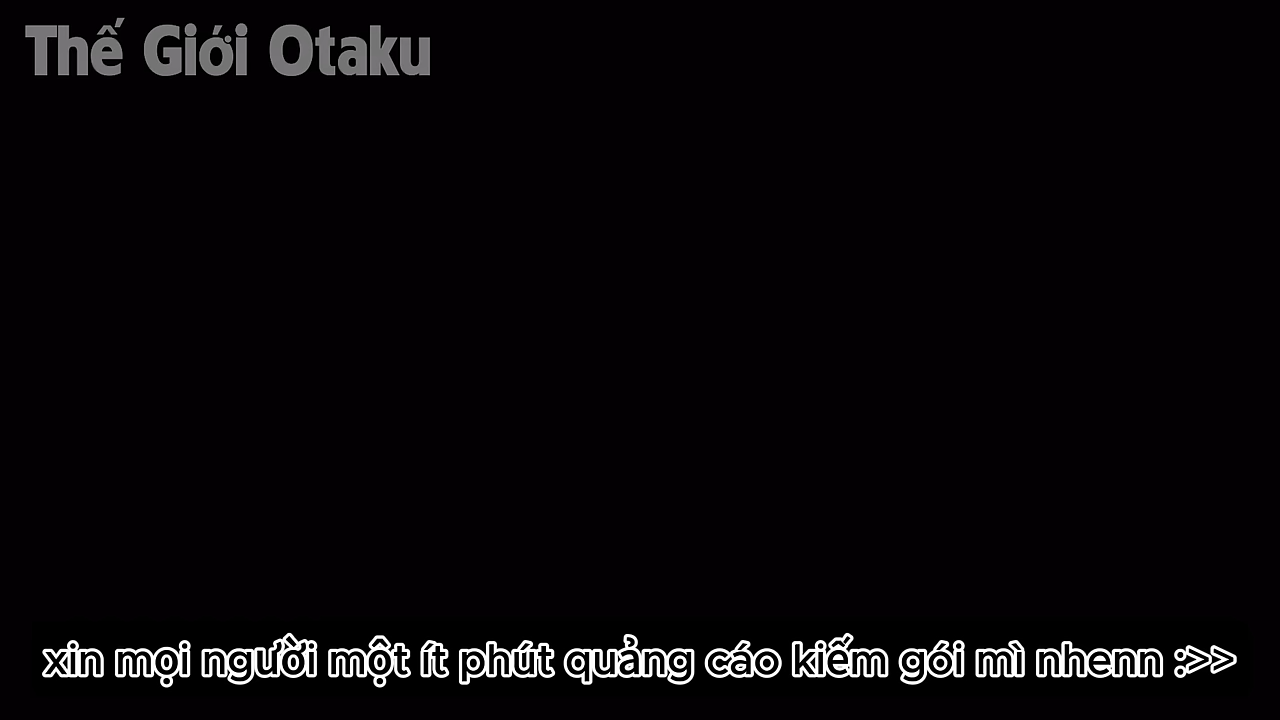 Thế Giới Otaku
xin mọi người một ít phút quảng cáo kiếm gói mì nhenn :>>